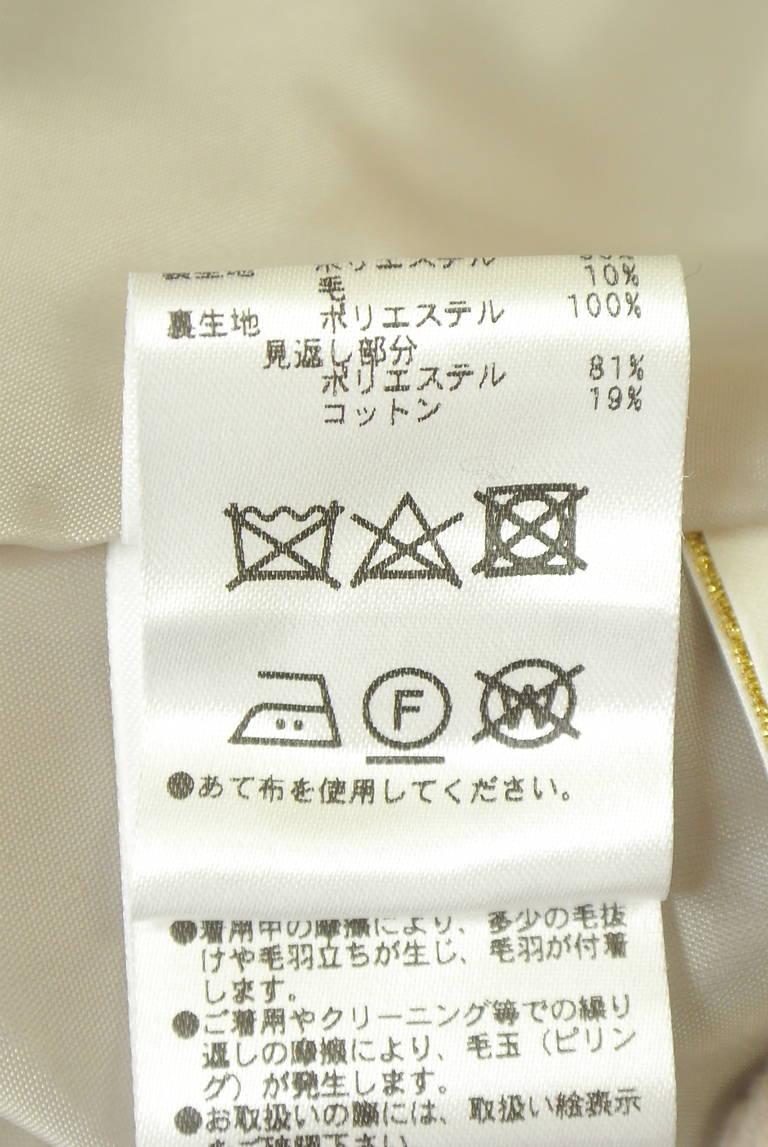 ポリエステル
毛 10%
裏生地 ポリエステル 100%
見返し部分
ポリエステル 81%
コットン 19%
F
W
●あて布を使用してください。
●着用中の摩擦により、多少の毛抜
けや毛羽立ちが生じ、毛羽が付着
します。
●ご着用やクリーニング等での繰り
返しの摩擦により、毛玉（ピリン
グ）が発生します。
●お取扱いの際には、取扱い絵表示